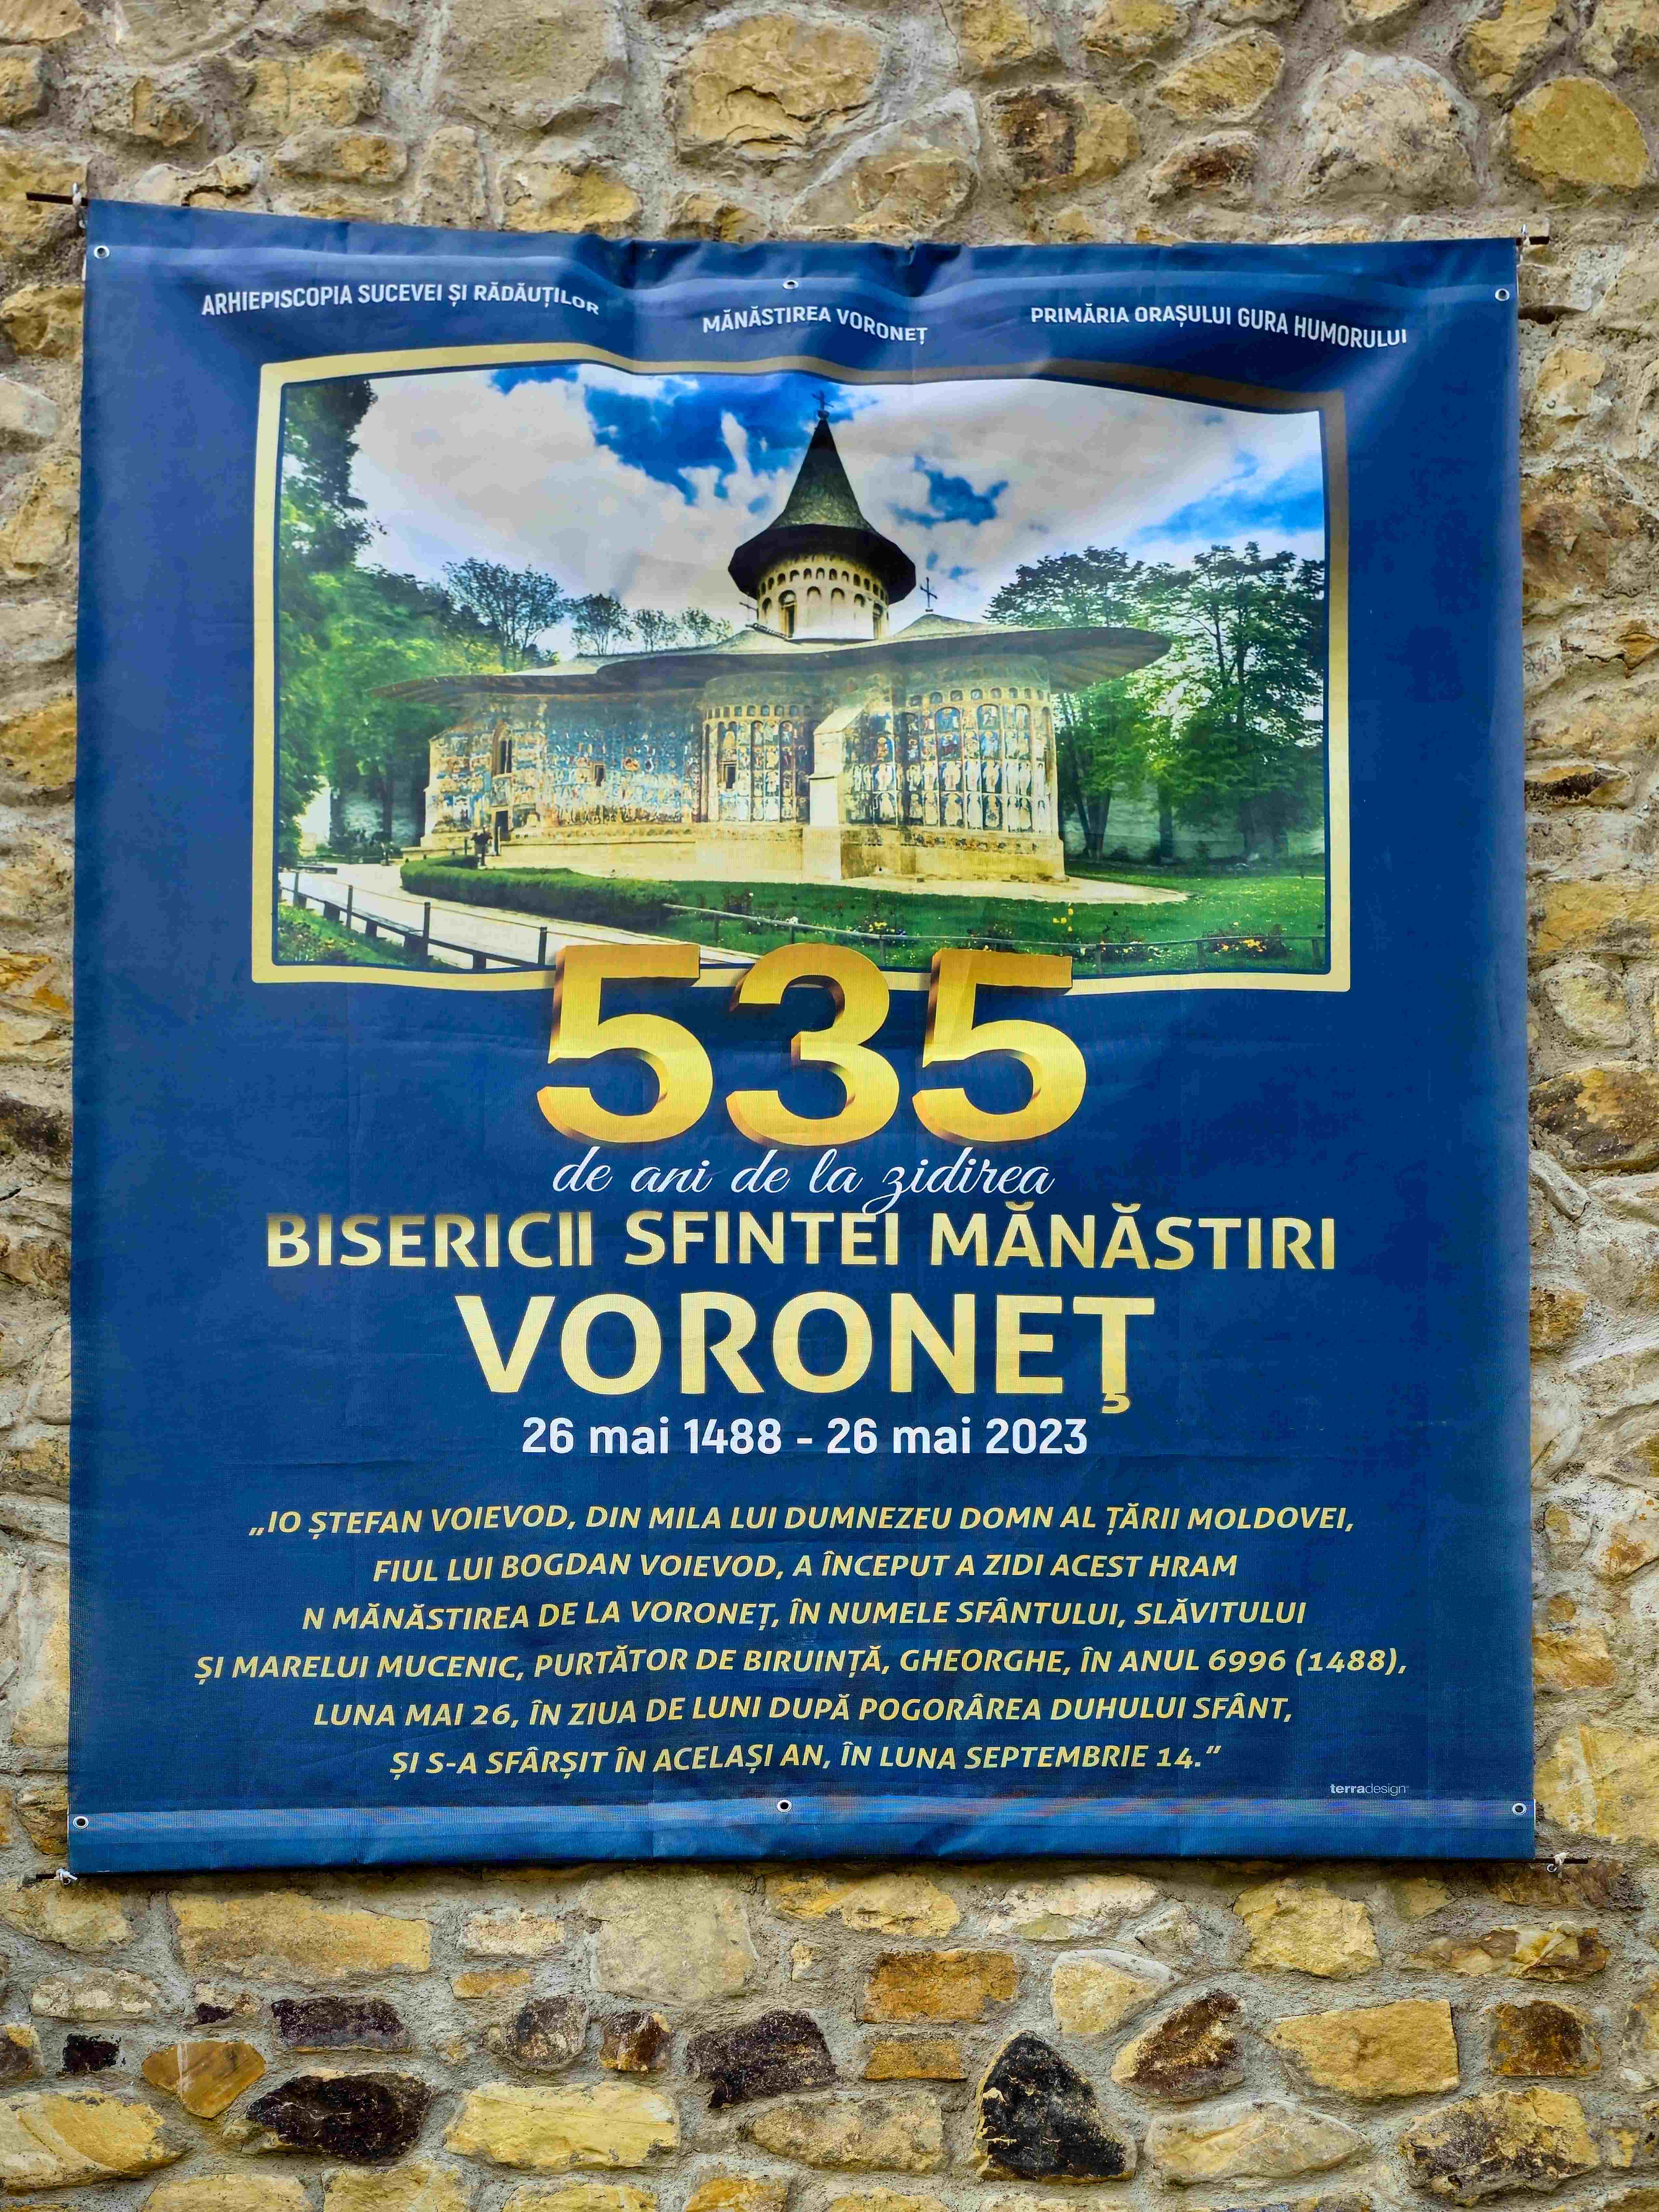 ARHIEPISCOPIA SUCEVEI ȘI RĂDĂUȚILOR
MĂNĂSTIREA VORONEȚ
PRIMĂRIA ORAȘULUI GURA HUMORULUI
535
de ani de la zidirea
BISERICII SFINTEI MĂNĂSTIRI
VORONEŢ
26 mai 1488 - 26 mai 2023
„IO ȘTEFAN VOIEVOD, DIN MILA LUI DUMNEZEU DOMN AL ȚĂRII MOLDOVEI,
FIUL LUI BOGDAN VOIEVOD, A ÎNCEPUT A ZIDI ACEST HRAM
N MĂNĂSTIREA DE LA VORONEȚ, ÎN NUMELE SFÂNTULUI, SLĂVITULUI
ȘI MARELUI MUCENIC, PURTĂTOR DE BIRUINȚĂ, GHEORGHE, ÎN ANUL 6996 (1488),
LUNA MAI 26, ÎN ZIUA DE LUNI DUPĂ POGORÂREA DUHULUI SFÂNT,
ȘI S-A SFÂRȘIT ÎN ACELAȘI AN, ÎN LUNA SEPTEMBRIE 14.”
terradesign